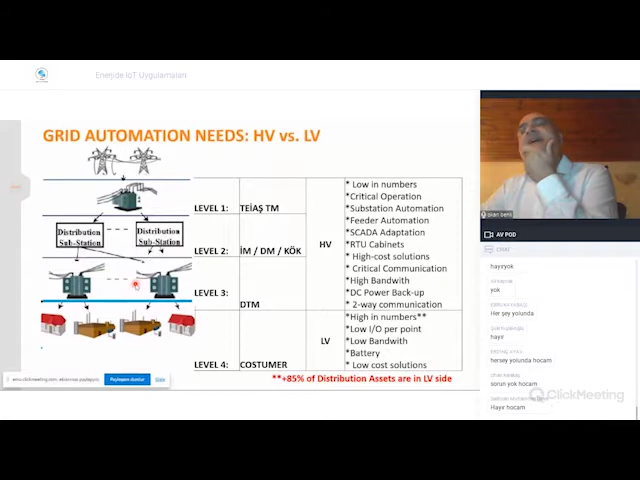 Enerjide IoT Uygulamaları
GRID AUTOMATION NEEDS: HV vs. LV
Distribution
Sub-Station
Distribution
Sub-Station
LEVEL 1: TEİAŞ TM
LEVEL 2: İM / DM / KÖK
LEVEL 3:
DTM
LEVEL 4: COSTUMER
HV
* Low in numbers
*Critical Operation
*Substation Automation
*Feeder Automation
*SCADA Adaptation
*RTU Cabinets
* High-cost solutions
* Critical Communication
*High Bandwith
*DC Power Back-up
* 2-way communication
LV
*High in numbers**
*Low I/O per point
*Low Bandwith
*Battery
* Low cost solutions
**+85% of Distribution Assets are in LV side
Paylaşımı durdur
Gizle
AV POD
CHAT
hayıryok
yok
Her şey yolunda
hayır
hersey yolunda hocam
sorun yok hocam
Hayır hocam
ClickMeeting